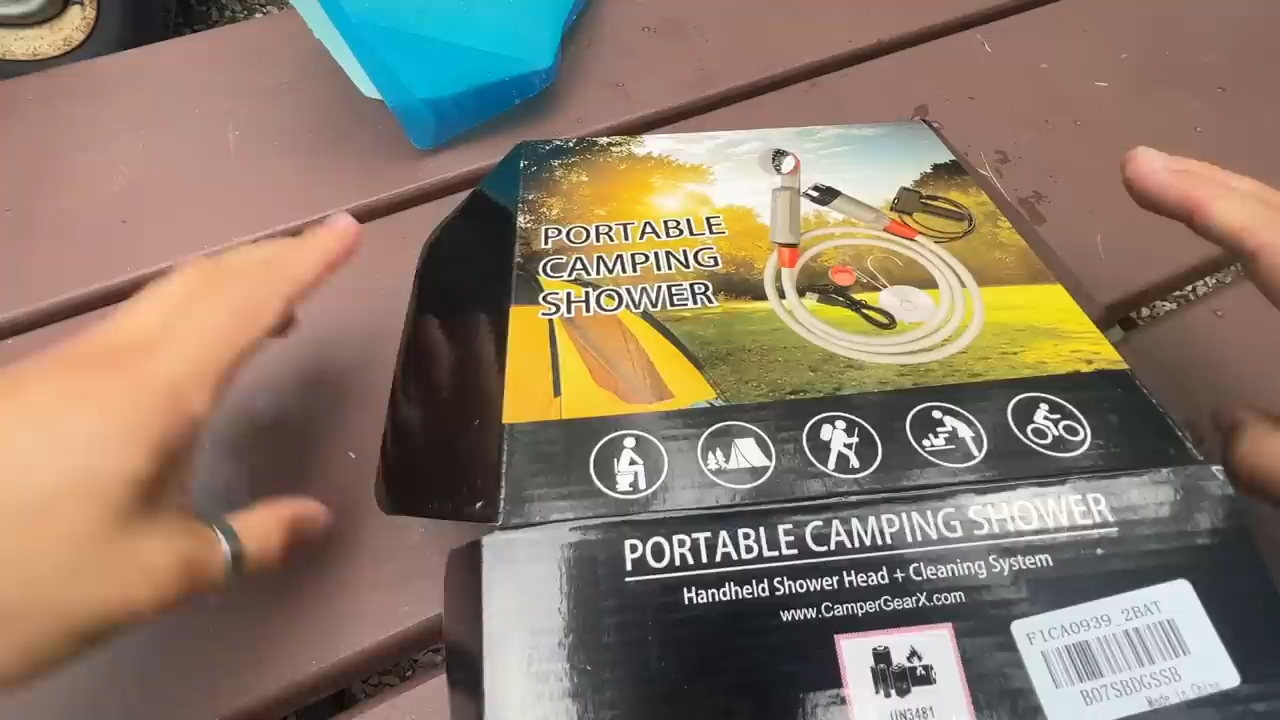 PORTABLE
CAMPING
SHOWER
PORTABLE CAMPING SHOWER
Handheld Shower Head + Cleaning System
www.CamperGearX.com
F1CA0939_2BAT
B07SBDGSSB
Made in China
UN3481